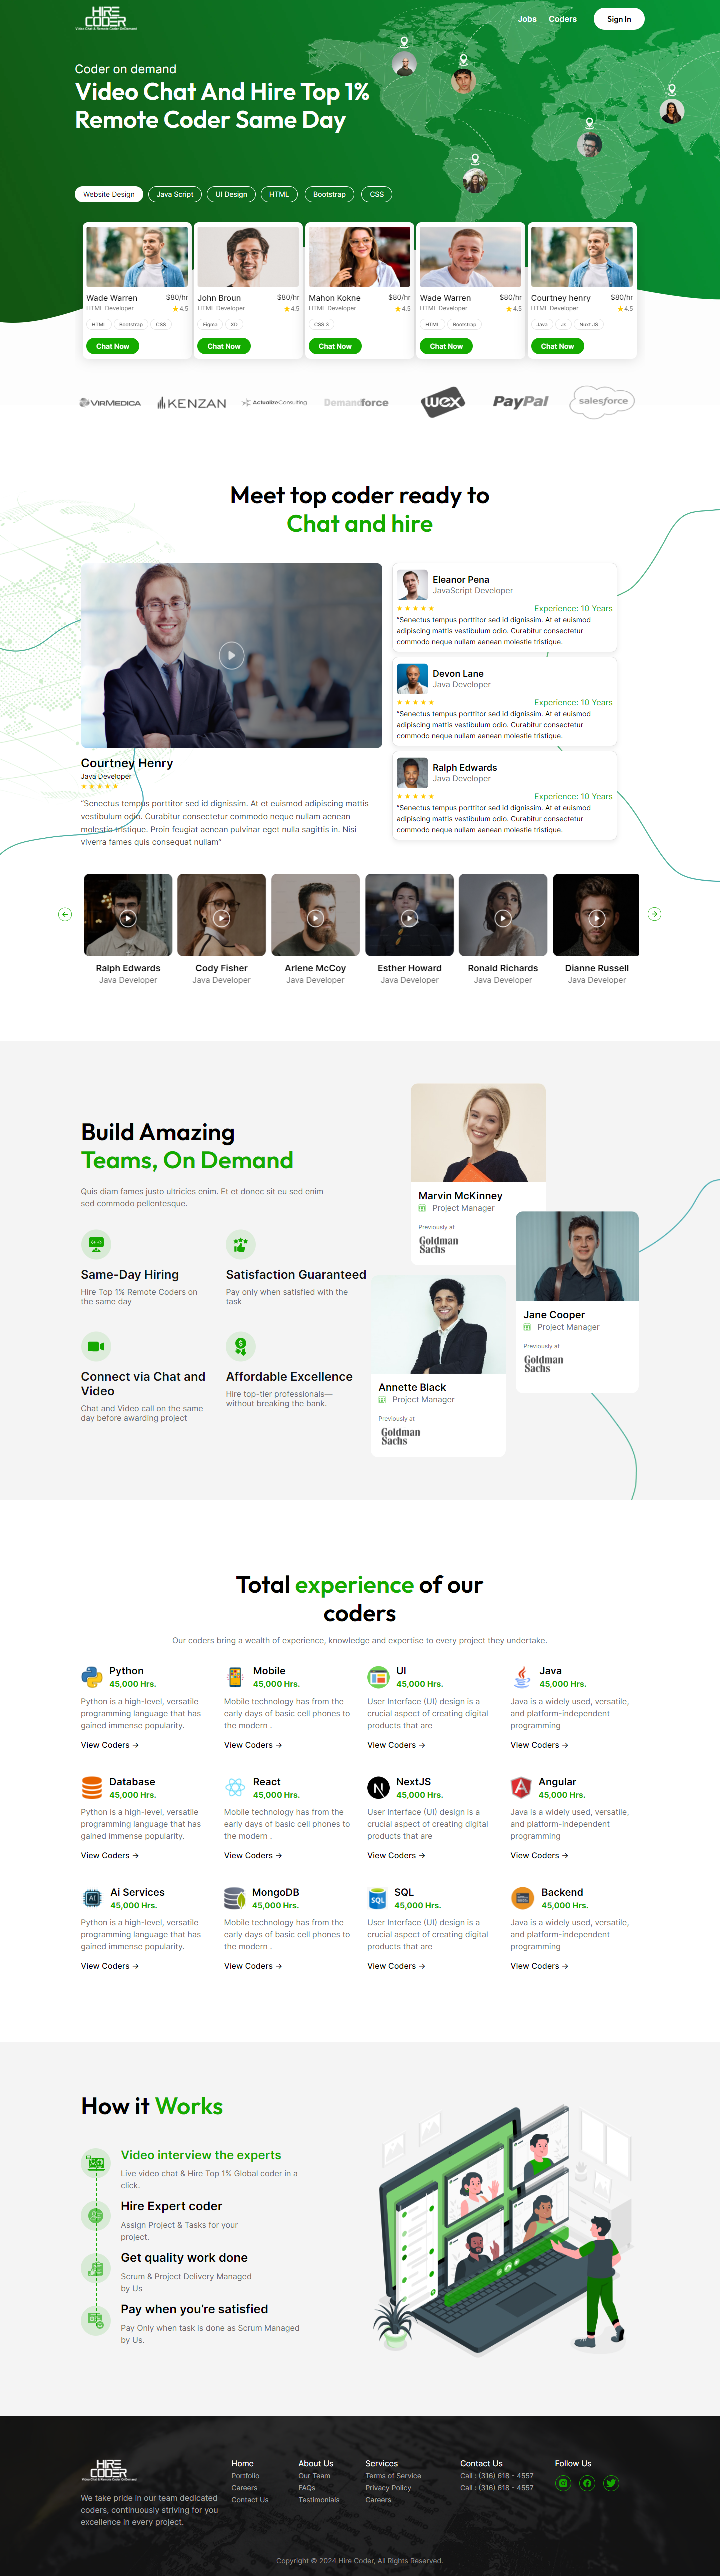 HIRE
CODER
Video Chat & Remote Coder OnDemand
Jobs
Coders
Sign In
Coder on demand
Video Chat And Hire Top 1%
Remote Coder Same Day
Website Design
Java Script
UI Design
HTML
Bootstrap
CSS
Wade Warren
$80/hr
HTML Developer
4.5
HTML
Bootstrap
CSS
Chat Now
John Broun
$80/hr
HTML Developer
4.5
Figma
XD
Chat Now
Mahon Kokne
$80/hr
HTML Developer
4.5
CSS 3
Chat Now
Wade Warren
$80/hr
HTML Developer
4.5
HTML
Bootstrap
Chat Now
Courtney henry
$80/hr
HTML Developer
4.5
Java
Js
Nuxt JS
Chat Now
VIRMEDICA
KENZAN
ActualizeConsulting
Demandforce
wex
PayPal
salesforce
Meet top coder ready to
Chat and hire
Courtney Henry
Java Developer
"Senectus tempus porttitor sed id dignissim. At et euismod adipiscing mattis
vestibulum odio. Curabitur consectetur commodo neque nullam aenean
molestie tristique. Proin feugiat aenean pulvinar eget nulla sagittis in. Nisi
viverra fames quis consequat nullam"
Eleanor Pena
JavaScript Developer
Experience: 10 Years
"Senectus tempus porttitor sed id dignissim. At et euismod
adipiscing mattis vestibulum odio. Curabitur consectetur
commodo neque nullam aenean molestie tristique.
Devon Lane
Java Developer
Experience: 10 Years
"Senectus tempus porttitor sed id dignissim. At et euismod
adipiscing mattis vestibulum odio. Curabitur consectetur
commodo neque nullam aenean molestie tristique.
Ralph Edwards
Java Developer
Experience: 10 Years
"Senectus tempus porttitor sed id dignissim. At et euismod
adipiscing mattis vestibulum odio. Curabitur consectetur
commodo neque nullam aenean molestie tristique.
Ralph Edwards
Java Developer
Cody Fisher
Java Developer
Arlene McCoy
Java Developer
Esther Howard
Java Developer
Ronald Richards
Java Developer
Dianne Russell
Java Developer
Build Amazing
Teams, On Demand
Quis diam fames justo ultricies enim. Et et donec sit eu sed enim
sed commodo pellentesque.
Same-Day Hiring
Hire Top 1% Remote Coders on
the same day
Satisfaction Guaranteed
Pay only when satisfied with the
task
Connect via Chat and
Video
Chat and Video call on the same
day before awarding project
Affordable Excellence
Hire top-tier professionals—
without breaking the bank.
Marvin McKinney
Project Manager
Previously at
Goldman
Sachs
Jane Cooper
Project Manager
Previously at
Goldman
Sachs
Annette Black
Project Manager
Previously at
Goldman
Sachs
Total experience of our
coders
Our coders bring a wealth of experience, knowledge and expertise to every project they undertake.
Python
45,000 Hrs.
Python is a high-level, versatile
programming language that has
gained immense popularity.
View Coders →
Mobile
45,000 Hrs.
Mobile technology has from the
early days of basic cell phones to
the modern .
View Coders →
UI
45,000 Hrs.
User Interface (UI) design is a
crucial aspect of creating digital
products that are
View Coders →
Java
45,000 Hrs.
Java is a widely used, versatile,
and platform-independent
programming
View Coders →
Database
45,000 Hrs.
Python is a high-level, versatile
programming language that has
gained immense popularity.
View Coders →
React
45,000 Hrs.
Mobile technology has from the
early days of basic cell phones to
the modern .
View Coders →
NextJS
45,000 Hrs.
User Interface (UI) design is a
crucial aspect of creating digital
products that are
View Coders →
Angular
45,000 Hrs.
Java is a widely used, versatile,
and platform-independent
programming
View Coders →
AI
Ai Services
45,000 Hrs.
Python is a high-level, versatile
programming language that has
gained immense popularity.
View Coders →
MongoDB
45,000 Hrs.
Mobile technology has from the
early days of basic cell phones to
the modern .
View Coders →
SQL
SQL
45,000 Hrs.
User Interface (UI) design is a
crucial aspect of creating digital
products that are
View Coders →
Backend
45,000 Hrs.
Java is a widely used, versatile,
and platform-independent
programming
View Coders →
How it Works
Video interview the experts
Live video chat & Hire Top 1% Global coder in a
click.
Hire Expert coder
Assign Project & Tasks for your
project.
Get quality work done
Scrum & Project Delivery Managed
by Us
Pay when you're satisfied
Pay Only when task is done as Scrum Managed
by Us.
HIRE
CODER
Video Chat & Remote Coder OnDemand
We take pride in our team dedicated
coders, continuously striving for you
excellence in every project.
Home
Portfolio
Careers
Contact Us
About Us
Our Team
FAQs
Testimonials
Services
Terms of Service
Privacy Policy
Careers
Contact Us
Call : (316) 618 - 4557
Call : (316) 618 - 4557
Follow Us
Copyright © 2024 Hire Coder, All Rights Reserved.